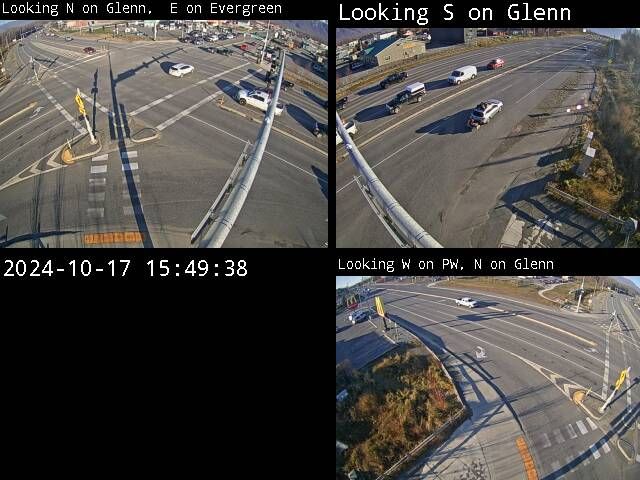 Looking N on Glenn,  E on Evergreen
Looking S on Glenn
2024-10-17 15:49:38
Looking W on PW, N on Glenn